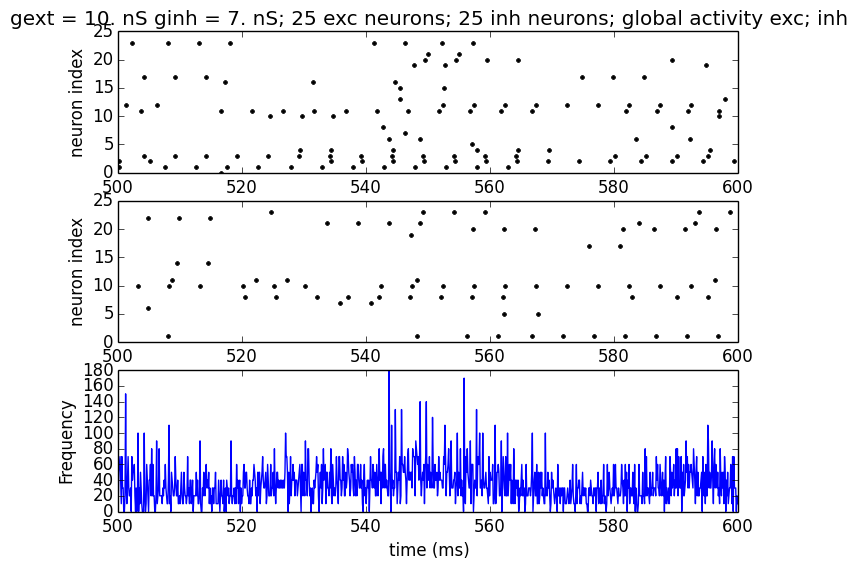 gext = 10. nS ginh = 7. nS; 25 exc neurons; 25 inh neurons; global activity exc; inh
25
20
15
10
5
0
neuron index
500 520 540 560 580 600
25
20
15
10
5
0
neuron index
500 520 540 560 580 600
180
160
140
120
100
80
60
40
20
0
Frequency
500 520 540 560 580 600
time (ms)